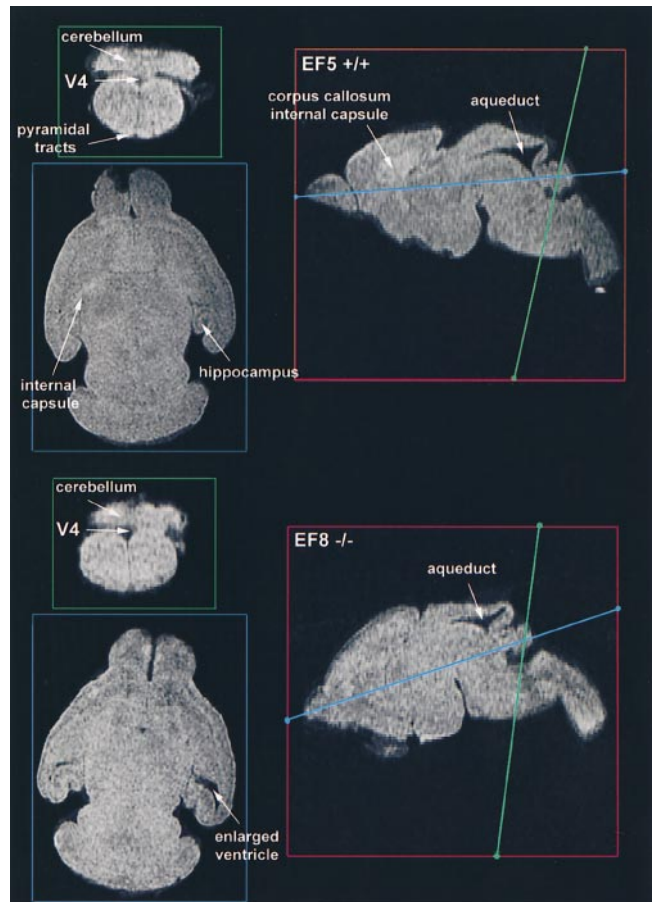 cerebellum
V4
pyramidal
tracts
EF5 +/+
corpus callosum
internal capsule
aqueduct
internal
capsule
hippocampus
cerebellum
V4
EF8 -/-
aqueduct
enlarged
ventricle